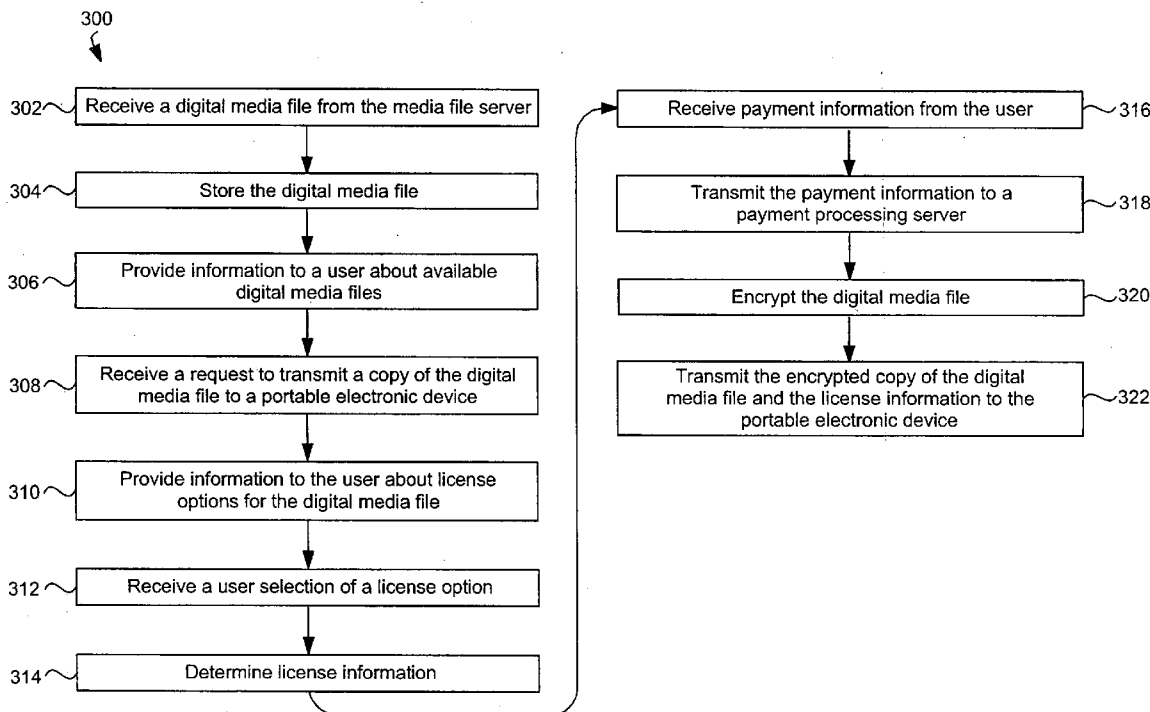 300
302
Receive a digital media file from the media file server
304
Store the digital media file
306
Provide information to a user about available
digital media files
308
Receive a request to transmit a copy of the digital
media file to a portable electronic device
310
Provide information to the user about license
options for the digital media file
312
Receive a user selection of a license option
314
Determine license information
Receive payment information from the user
316
Transmit the payment information to a
payment processing server
318
Encrypt the digital media file
320
Transmit the encrypted copy of the digital
media file and the license information to the
portable electronic device
322